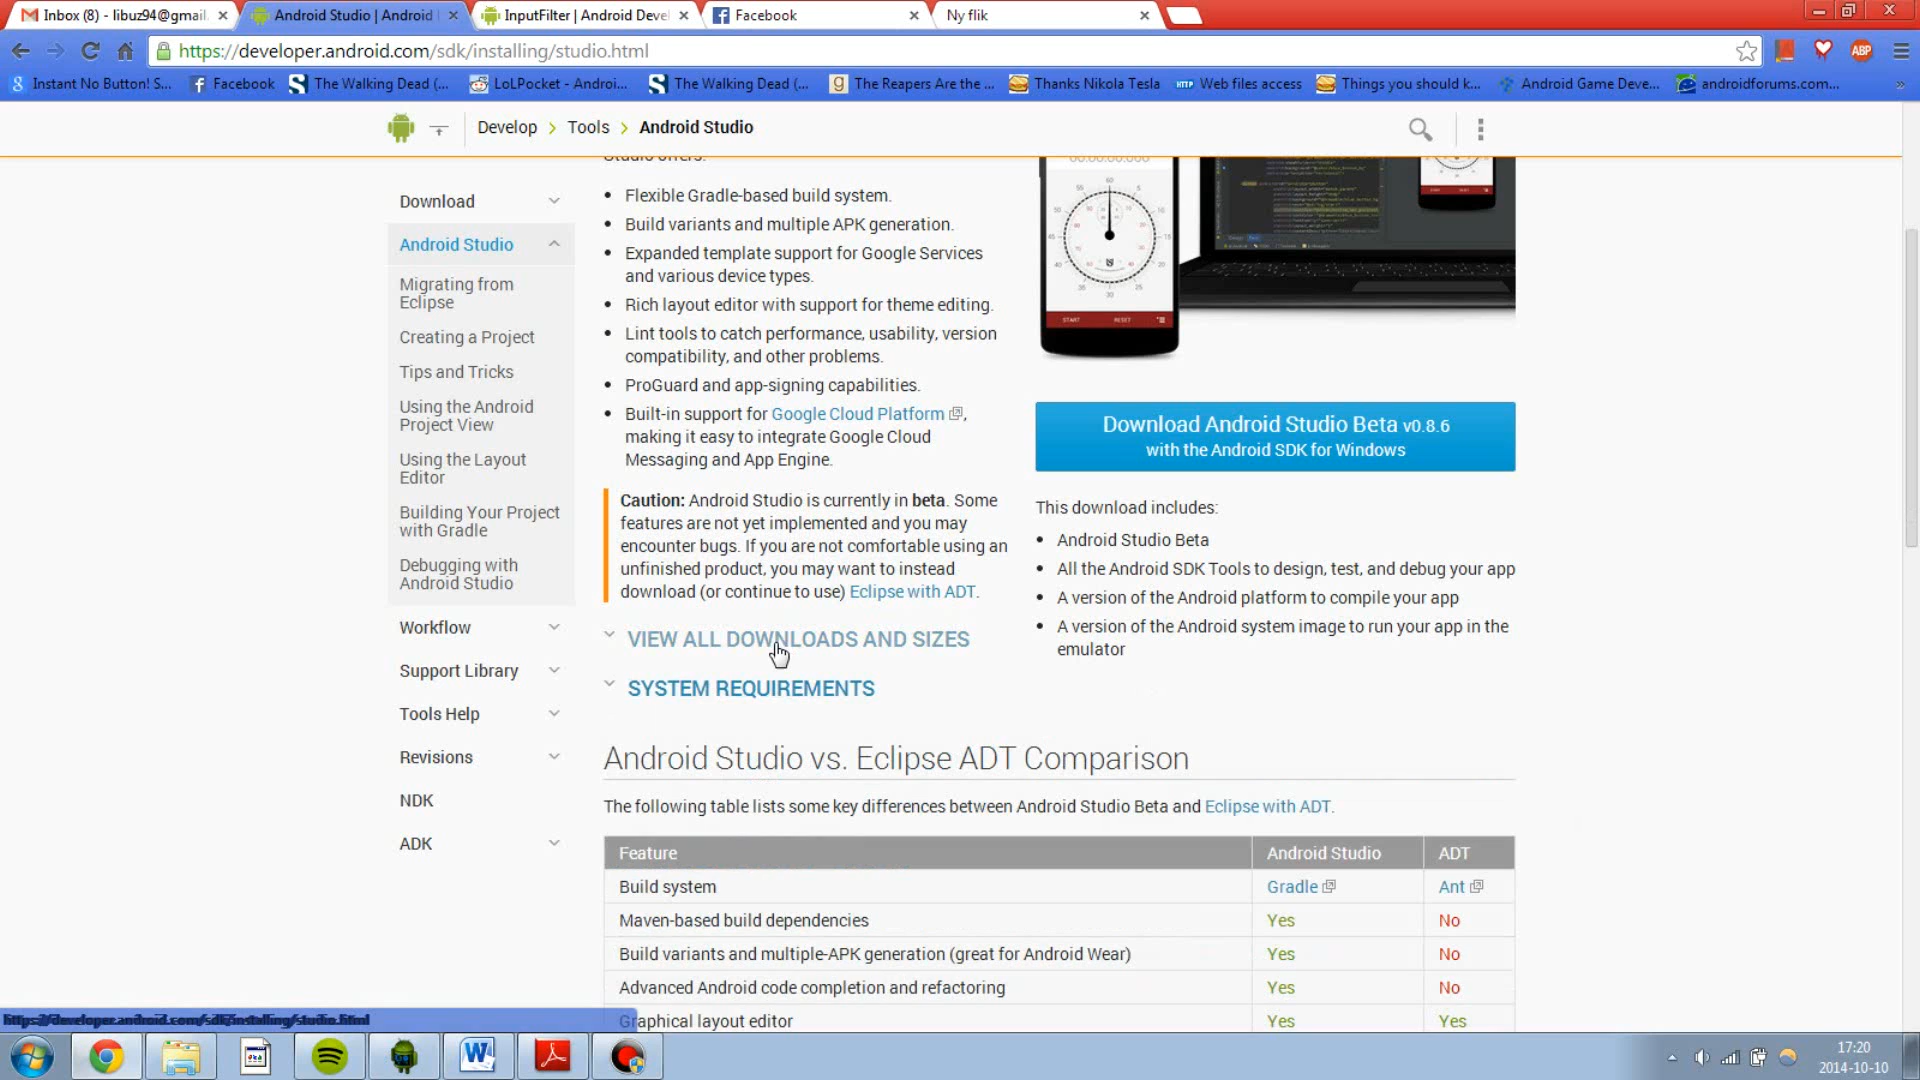 Inbox (8) - libuz94@gmail.
Android Studio | Android
InputFilter | Android Deve
Facebook
Ny flik
https://developer.android.com/sdk/installing/studio.html
ABP
Instant No Button! S...
Facebook
The Walking Dead (...
LoLPocket - Androi...
The Walking Dead (...
The Reapers Are the ...
Thanks Nikola Tesla
Web files access
Things you should k...
Android Game Deve...
androidforums.com...
Develop > Tools > Android Studio
Download
Android Studio
Migrating from
Eclipse
Creating a Project
Tips and Tricks
Using the Android
Project View
Using the Layout
Editor
Building Your Project
with Gradle
Debugging with
Android Studio
Workflow
Support Library
Tools Help
Revisions
NDK
ADK
Studio offers:
• Flexible Gradle-based build system.
• Build variants and multiple APK generation.
• Expanded template support for Google Services
and various device types.
• Rich layout editor with support for theme editing.
• Lint tools to catch performance, usability, version
compatibility, and other problems.
• ProGuard and app-signing capabilities.
• Built-in support for Google Cloud Platform,
making it easy to integrate Google Cloud
Messaging and App Engine.
Caution: Android Studio is currently in beta. Some
features are not yet implemented and you may
encounter bugs. If you are not comfortable using an
unfinished product, you may want to instead
download (or continue to use) Eclipse with ADT.
VIEW ALL DOWNLOADS AND SIZES
SYSTEM REQUIREMENTS
START RESET
Download Android Studio Beta v0.8.6
with the Android SDK for Windows
This download includes:
• Android Studio Beta
• All the Android SDK Tools to design, test, and debug your app
• A version of the Android platform to compile your app
• A version of the Android system image to run your app in the
emulator
Android Studio vs. Eclipse ADT Comparison
The following table lists some key differences between Android Studio Beta and Eclipse with ADT.
Feature Android Studio ADT
Build system Gradle Ant
Maven-based build dependencies Yes No
Build variants and multiple-APK generation (great for Android Wear) Yes No
Advanced Android code completion and refactoring Yes No
Graphical layout editor Yes Yes
https://developer.android.com/sdk/installing/studio.html
17:20
2014-10-10